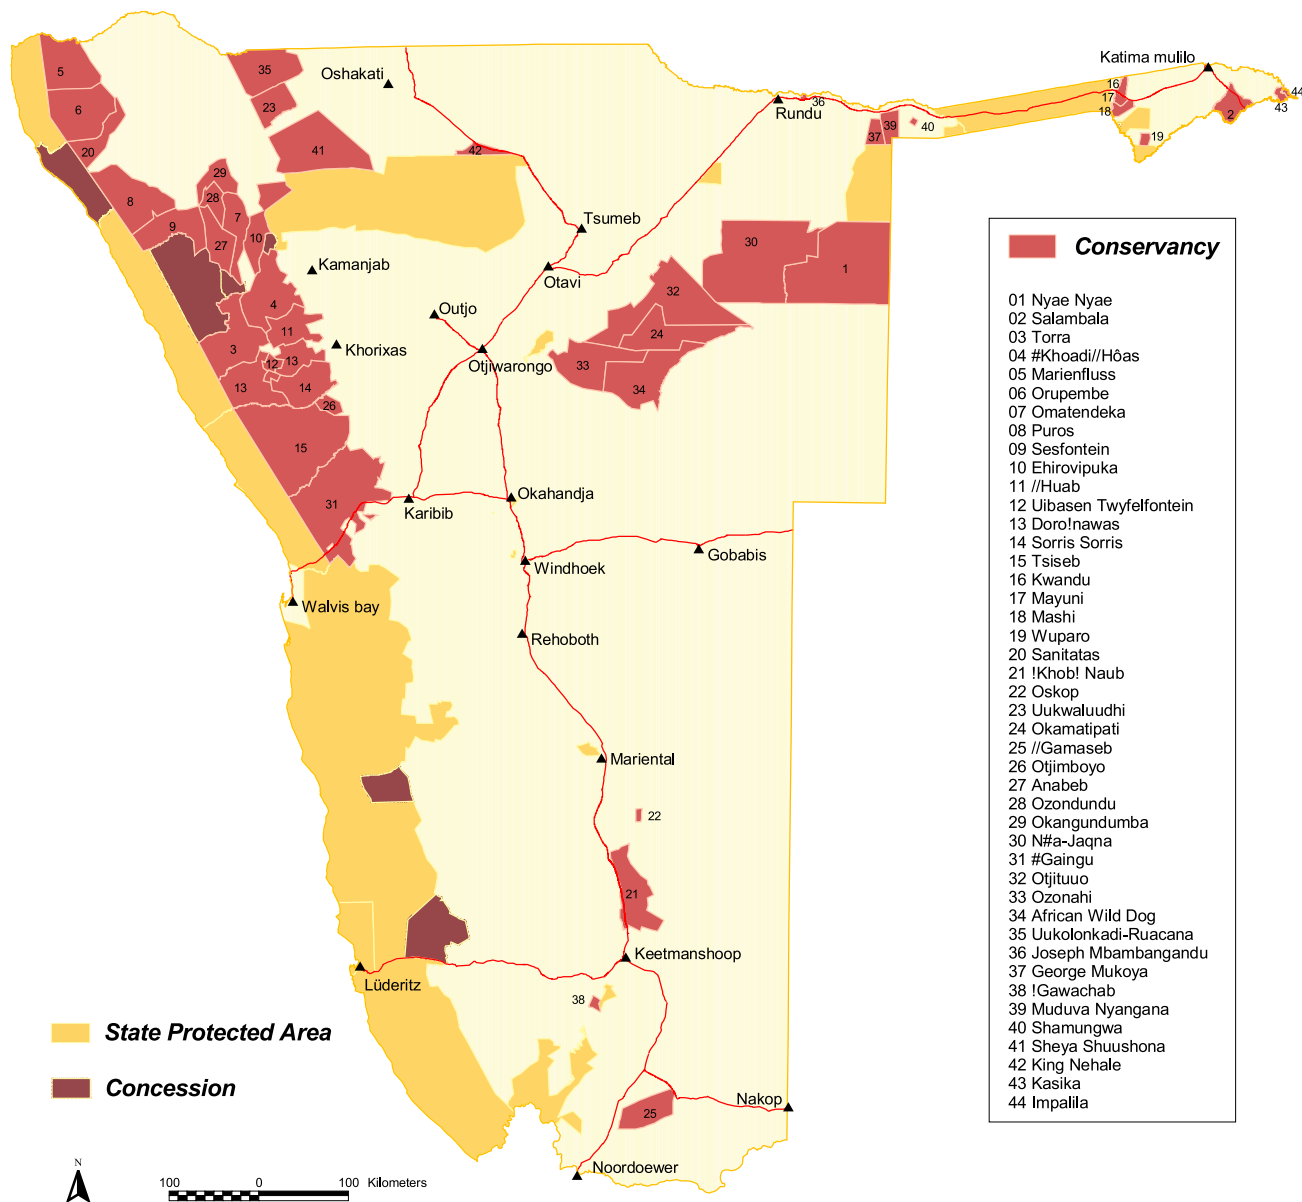 Katima mulilo
5
35
Oshakati
16
44
36
17
43
6
23
Rundu
18
2
39
37
40
20
41
42
19
29
28
8
7
Tsumeb
9
30
27
10
1
Kamanjab
Otavi
32
4
Outjo
11
24
3
Khorixas
Otjiwarongo
12
13
33
13
14
34
26
15
31
Karibib
Okahandja
Gobabis
Windhoek
Walvis bay
Rehoboth
Mariental
22
21
Keetmanshoop
Lüderitz
38
25
Nakop
Noordoewer
Conservancy
01 Nyae Nyae
02 Salambala
03 Torra
04 #Khoadi//Hôas
05 Marienfluss
06 Orupembe
07 Omatendeka
08 Puros
09 Sesfontein
10 Ehirovipuka
11 //Huab
12 Uibasen Twyfelfontein
13 Doro!nawas
14 Sorris Sorris
15 Tsiseb
16 Kwandu
17 Mayuni
18 Mashi
19 Wuparo
20 Sanitatas
21 !Khob! Naub
22 Oskop
23 Uukwaluudhi
24 Okamatipati
25 //Gamaseb
26 Otjimboyo
27 Anabeb
28 Ozondundu
29 Okangundumba
30 N#a-Jaqna
31 #Gaingu
32 Otjituuo
33 Ozonahi
34 African Wild Dog
35 Uukolonkadi-Ruacana
36 Joseph Mbambangandu
37 George Mukoya
38 !Gawachab
39 Muduva Nyangana
40 Shamungwa
41 Sheya Shuushona
42 King Nehale
43 Kasika
44 Impalila
State Protected Area
Concession
N
100 0 100 Kilometers